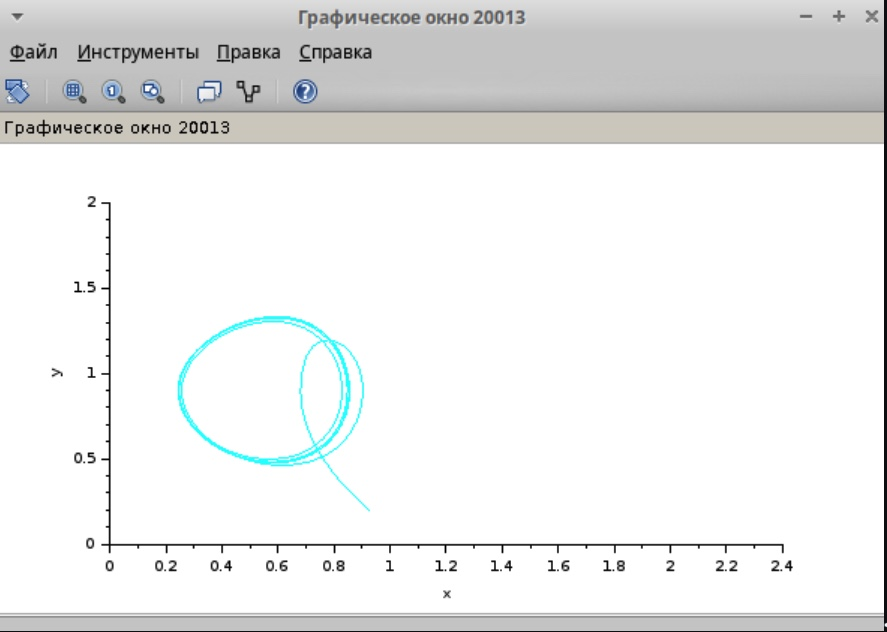 Графическое окно 20013
Файл Инструменты Правка Справка
Графическое окно 20013
2
1.5
y
1
0.5
0
0 0.2 0.4 0.6 0.8 1 1.2 1.4 1.6 1.8 2 2.2 2.4
x